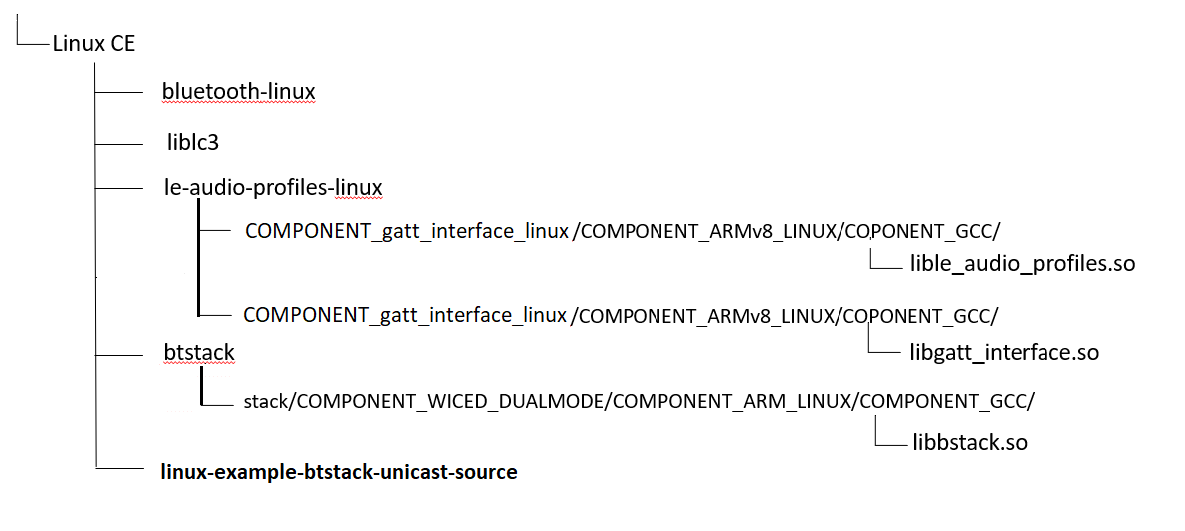 Linux CE
bluetooth-linux
liblc3
le-audio-profiles-linux
COMPONENT_gatt_interface_linux/COMPONENT_ARMv8_LINUX/COPONENT_GCC/
lible_audio_profiles.so
COMPONENT_gatt_interface_linux/COMPONENT_ARMv8_LINUX/COPONENT_GCC/
libgatt_interface.so
btstack
stack/COMPONENT_WICED_DUALMODE/COMPONENT_ARM_LINUX/COMPONENT_GCC/
libbstack.so
linux-example-btstack-unicast-source